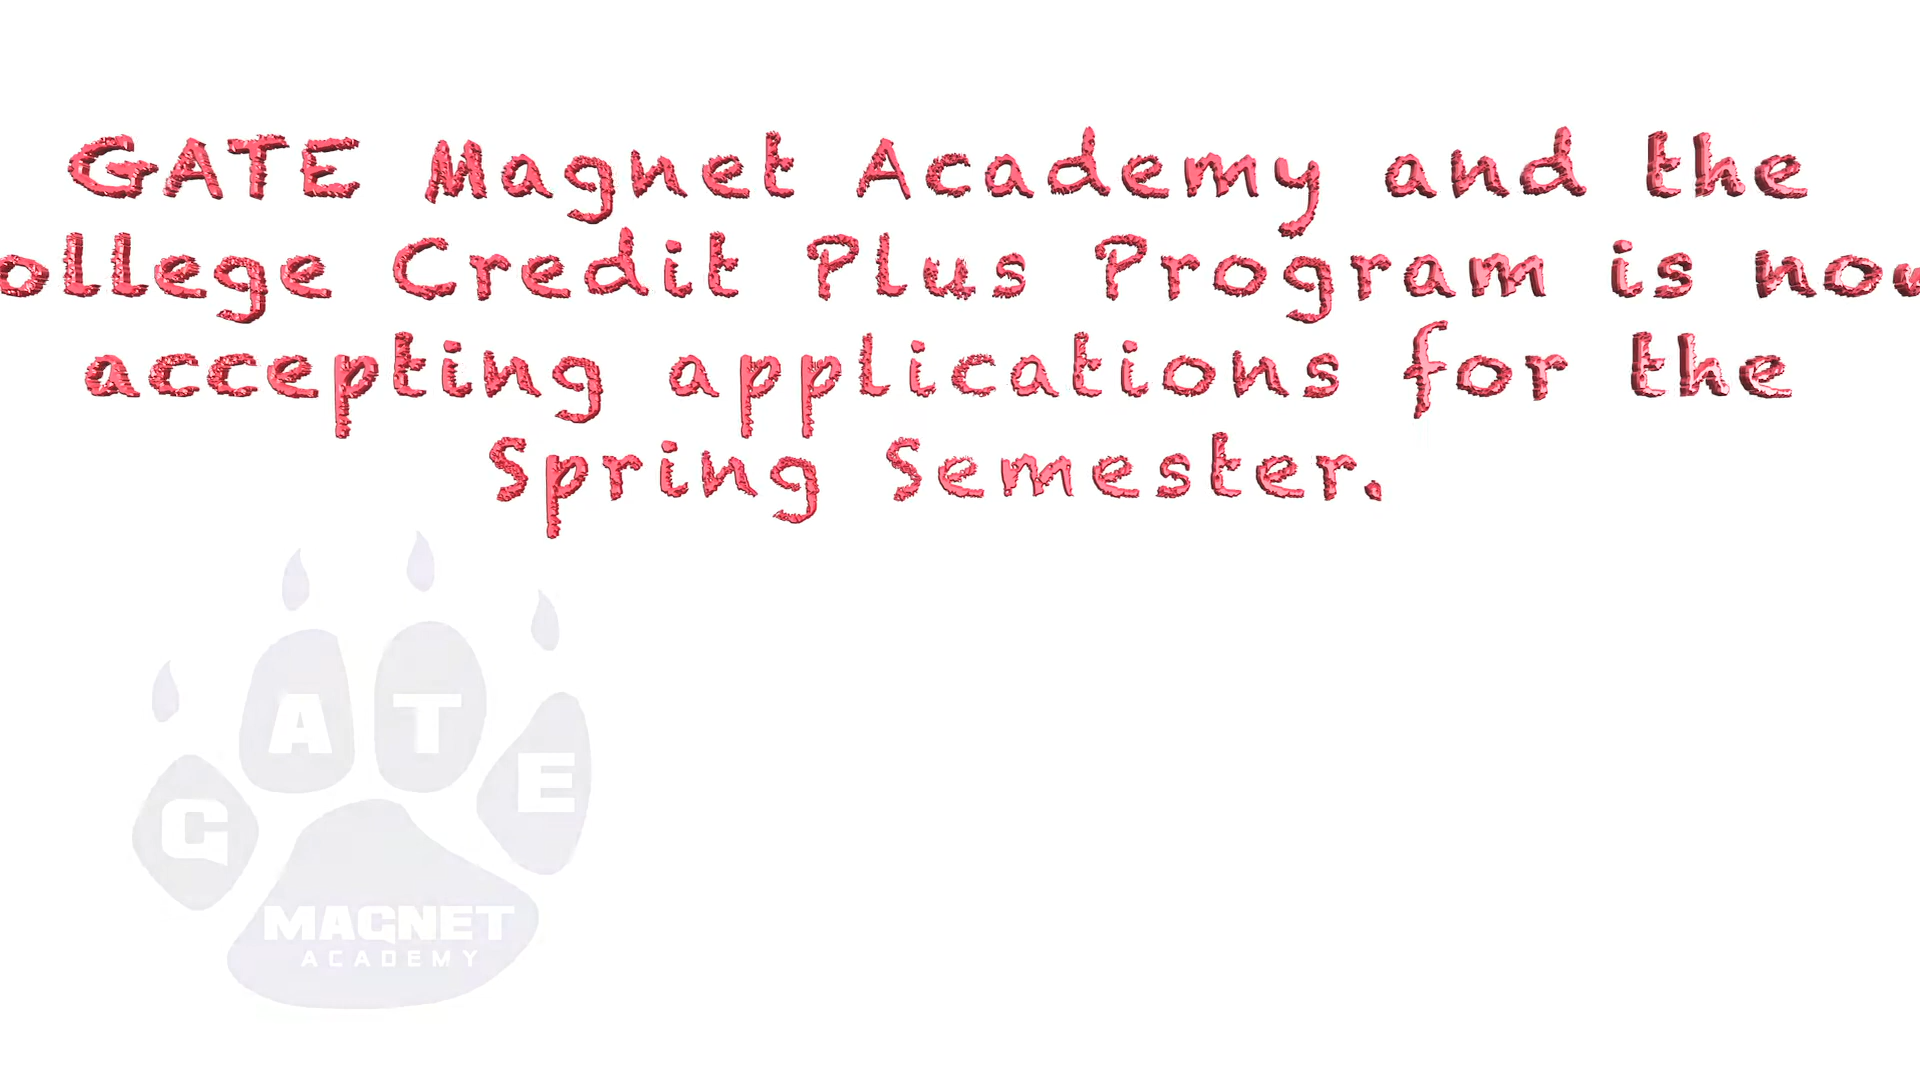 GATE Magnet Academy and the
ollege Credit Plus Program is now
accepting applications for the
Spring Semester.
G A T E
MAGNET
ACADEMY